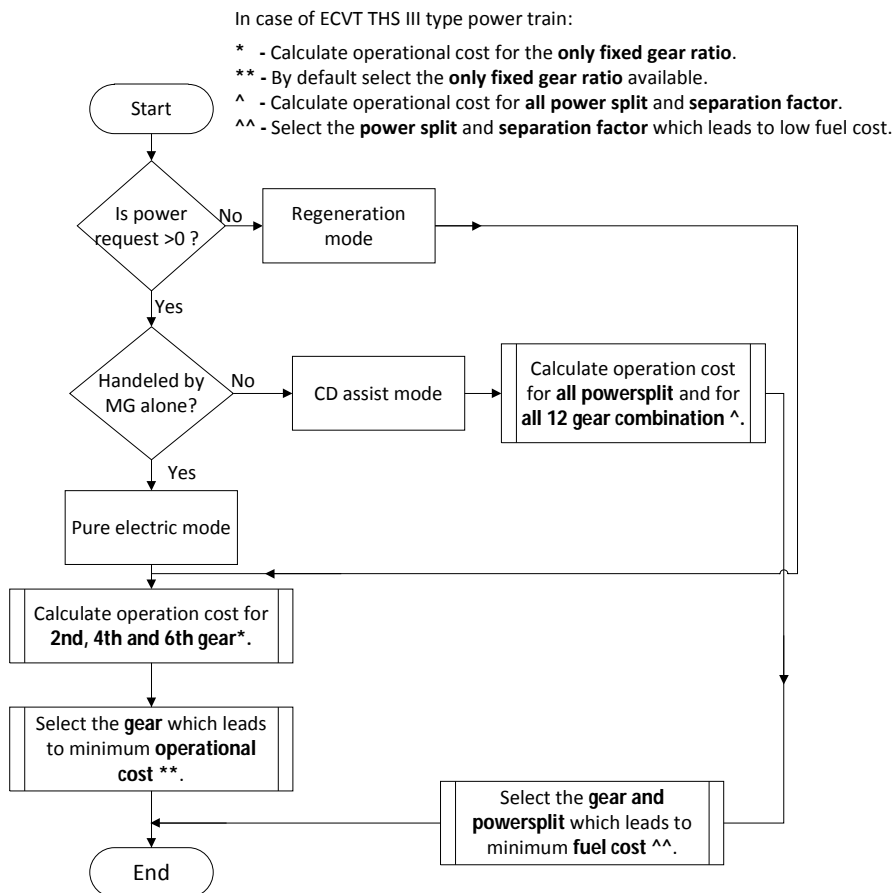 In case of ECVT THS III type power train:
* - Calculate operational cost for the only fixed gear ratio.
** - By default select the only fixed gear ratio available.
^ - Calculate operational cost for all power split and separation factor.
^^ - Select the power split and separation factor which leads to low fuel cost.
Start
Is power
request >0 ?
No
Regeneration
mode
Yes
Handeled by
MG alone?
No
CD assist mode
Calculate operation cost
for all powersplit and for
all 12 gear combination ^.
Yes
Pure electric mode
Calculate operation cost for
2nd, 4th and 6th gear*.
Select the gear which leads
to minimum operational
cost **.
Select the gear and
powersplit which leads to
minimum fuel cost ^^.
End